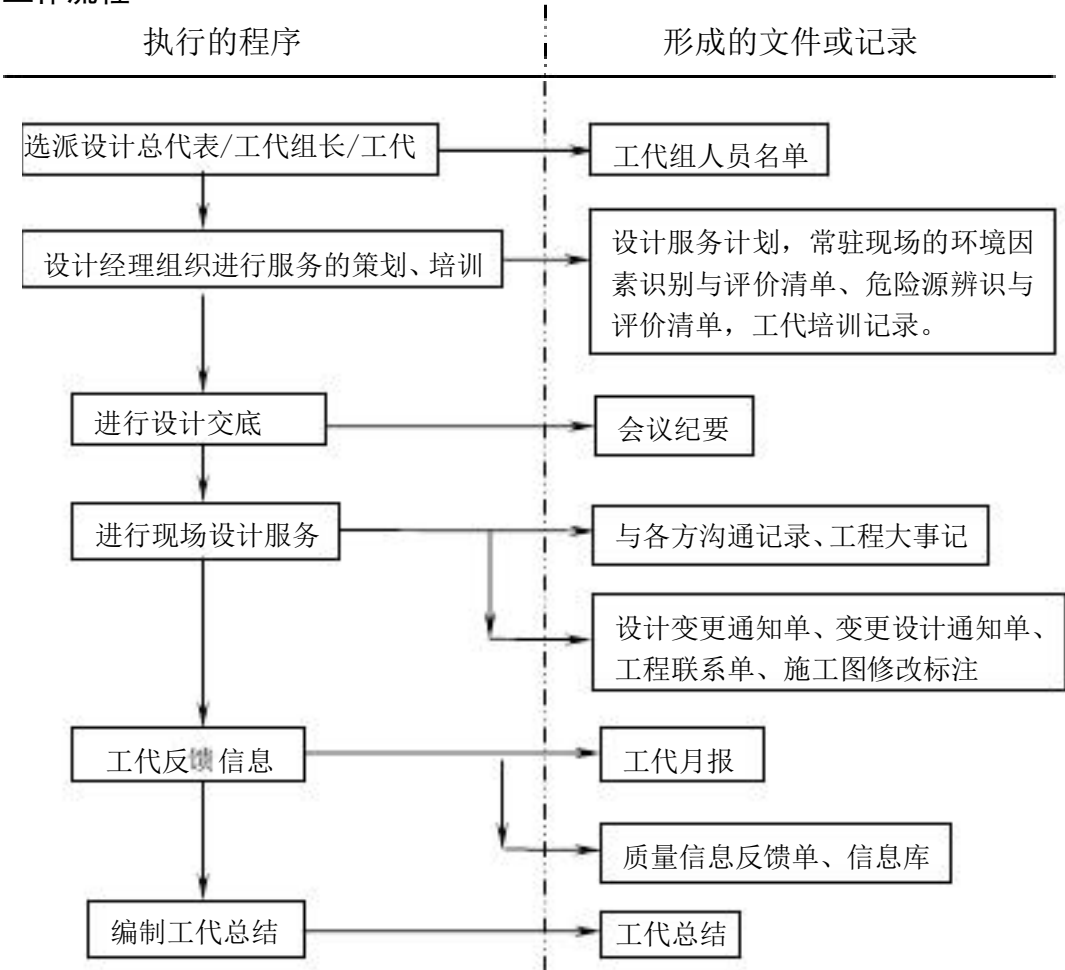 执行的程序
形成的文件或记录
选派设计总代表/工代组长/工代
工代组人员名单
设计经理组织进行服务的策划、培训
设计服务计划，常驻现场的环境因
素识别与评价清单、危险源辨识与
评价清单，工代培训记录。
进行设计交底
会议纪要
进行现场设计服务
与各方沟通记录、工程大事记
设计变更通知单、变更设计通知单、
工程联系单、施工图修改标注
工代反馈信息
工代月报
质量信息反馈单、信息库
编制工代总结
工代总结